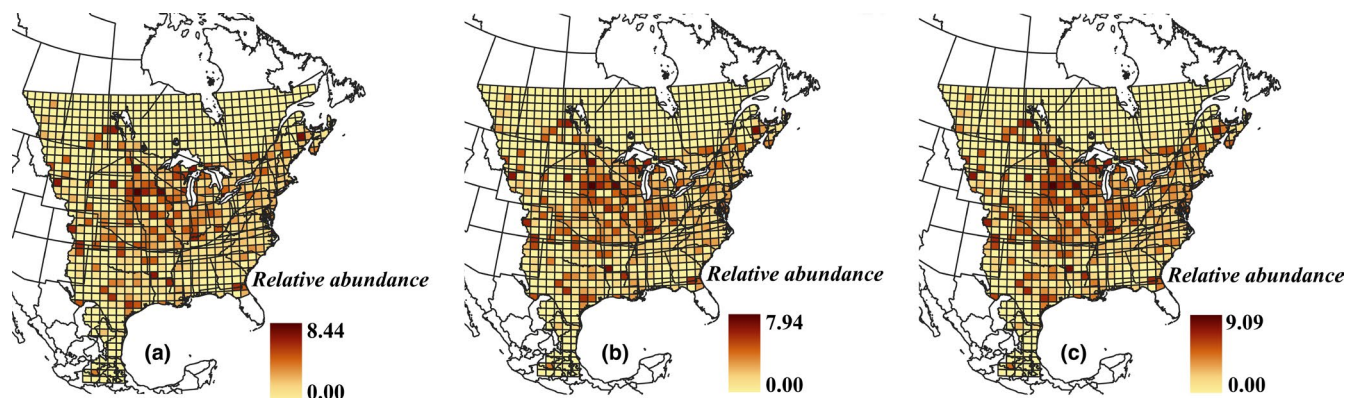 Relative abundance
8.44
0.00
(a)
Relative abundance
7.94
0.00
(b)
Relative abundance
9.09
0.00
(c)